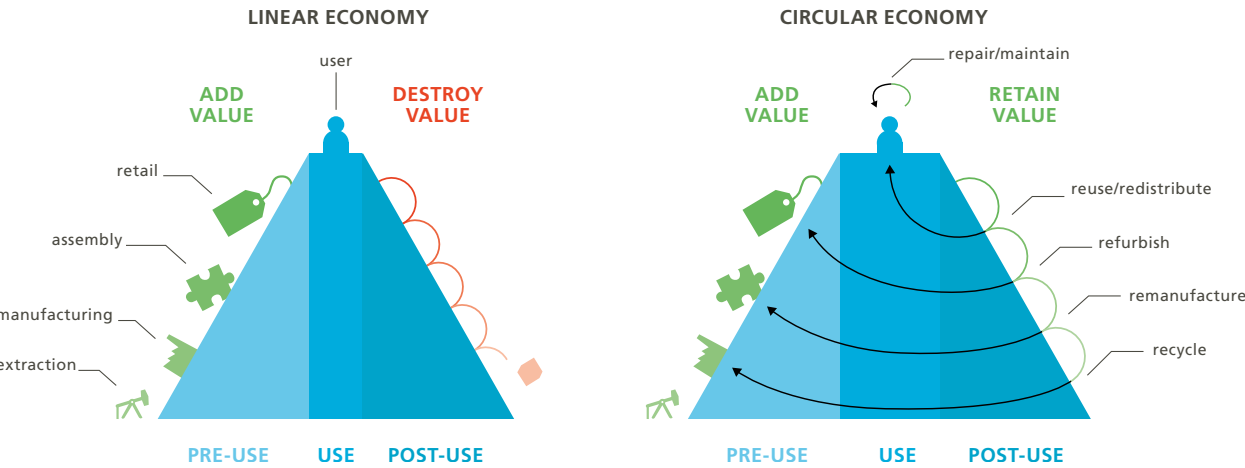 LINEAR ECONOMY
user
ADD
VALUE
DESTROY
VALUE
retail
assembly
manufacturing
extraction
PRE-USE
USE
POST-USE
CIRCULAR ECONOMY
repair/maintain
ADD
VALUE
RETAIN
VALUE
reuse/redistribute
refurbish
remanufacture
recycle
PRE-USE
USE
POST-USE